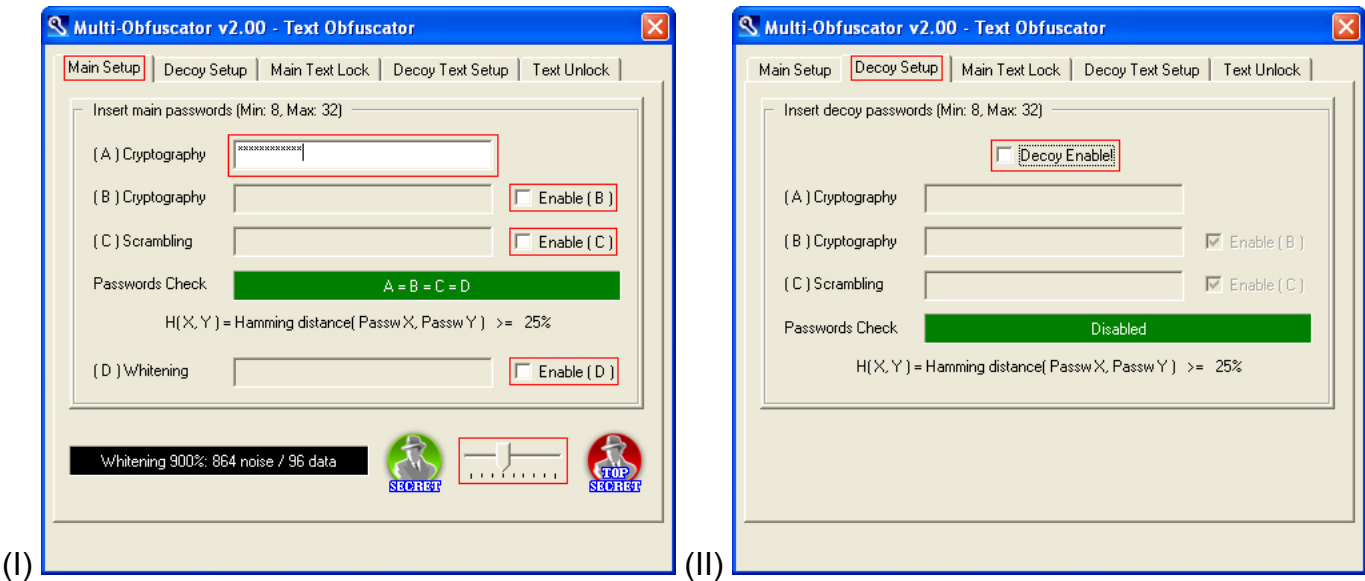 Multi-Obfuscator v2.00 - Text Obfuscator
Main Setup Decoy Setup Main Text Lock Decoy Text Setup Text Unlock
Insert main passwords (Min: 8, Max: 32)
( A ) Cryptography ************
( B ) Cryptography Enable ( B )
( C ) Scrambling Enable ( C )
Passwords Check A = B = C = D
H( X, Y ) = Hamming distance( Passw X, Passw Y ) >= 25%
( D ) Whitening Enable ( D )
Whitening 900%: 864 noise / 96 data SECRET TOP SECRET
(I)
Multi-Obfuscator v2.00 - Text Obfuscator
Main Setup Decoy Setup Main Text Lock Decoy Text Setup Text Unlock
Insert decoy passwords (Min: 8, Max: 32)
Decoy Enable!
( A ) Cryptography
( B ) Cryptography Enable ( B )
( C ) Scrambling Enable ( C )
Passwords Check Disabled
H( X, Y ) = Hamming distance( Passw X, Passw Y ) >= 25%
(II)